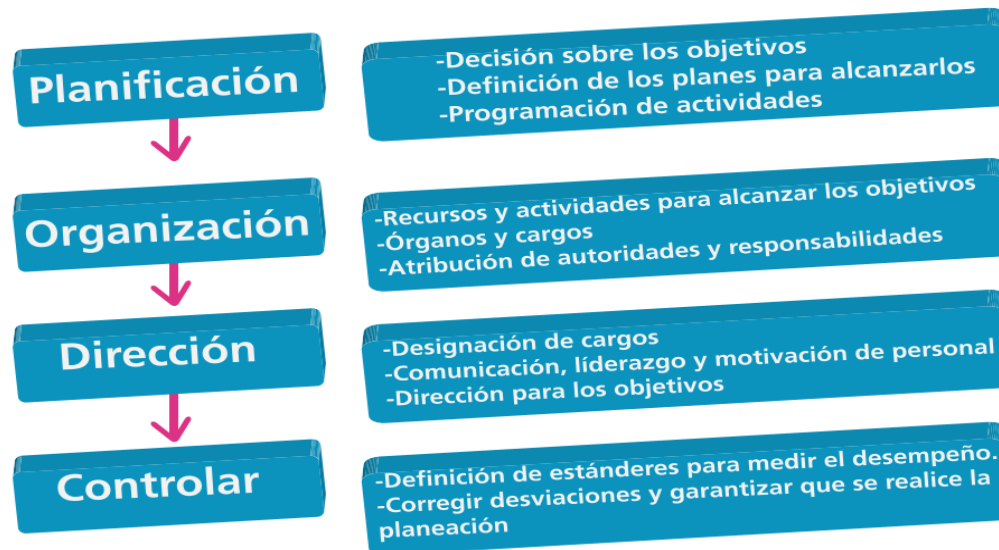 Planificación
-Decisión sobre los objetivos
-Definición de los planes para alcanzarlos
-Programación de actividades
Organización
-Recursos y actividades para alcanzar los objetivos
-Órganos y cargos
-Atribución de autoridades y responsabilidades
Dirección
-Designación de cargos
-Comunicación, líderazgo y motivación de personal
-Dirección para los objetivos
Controlar
-Definición de estánderes para medir el desempeño.
-Corregir desviaciones y garantizar que se realice la
planeación